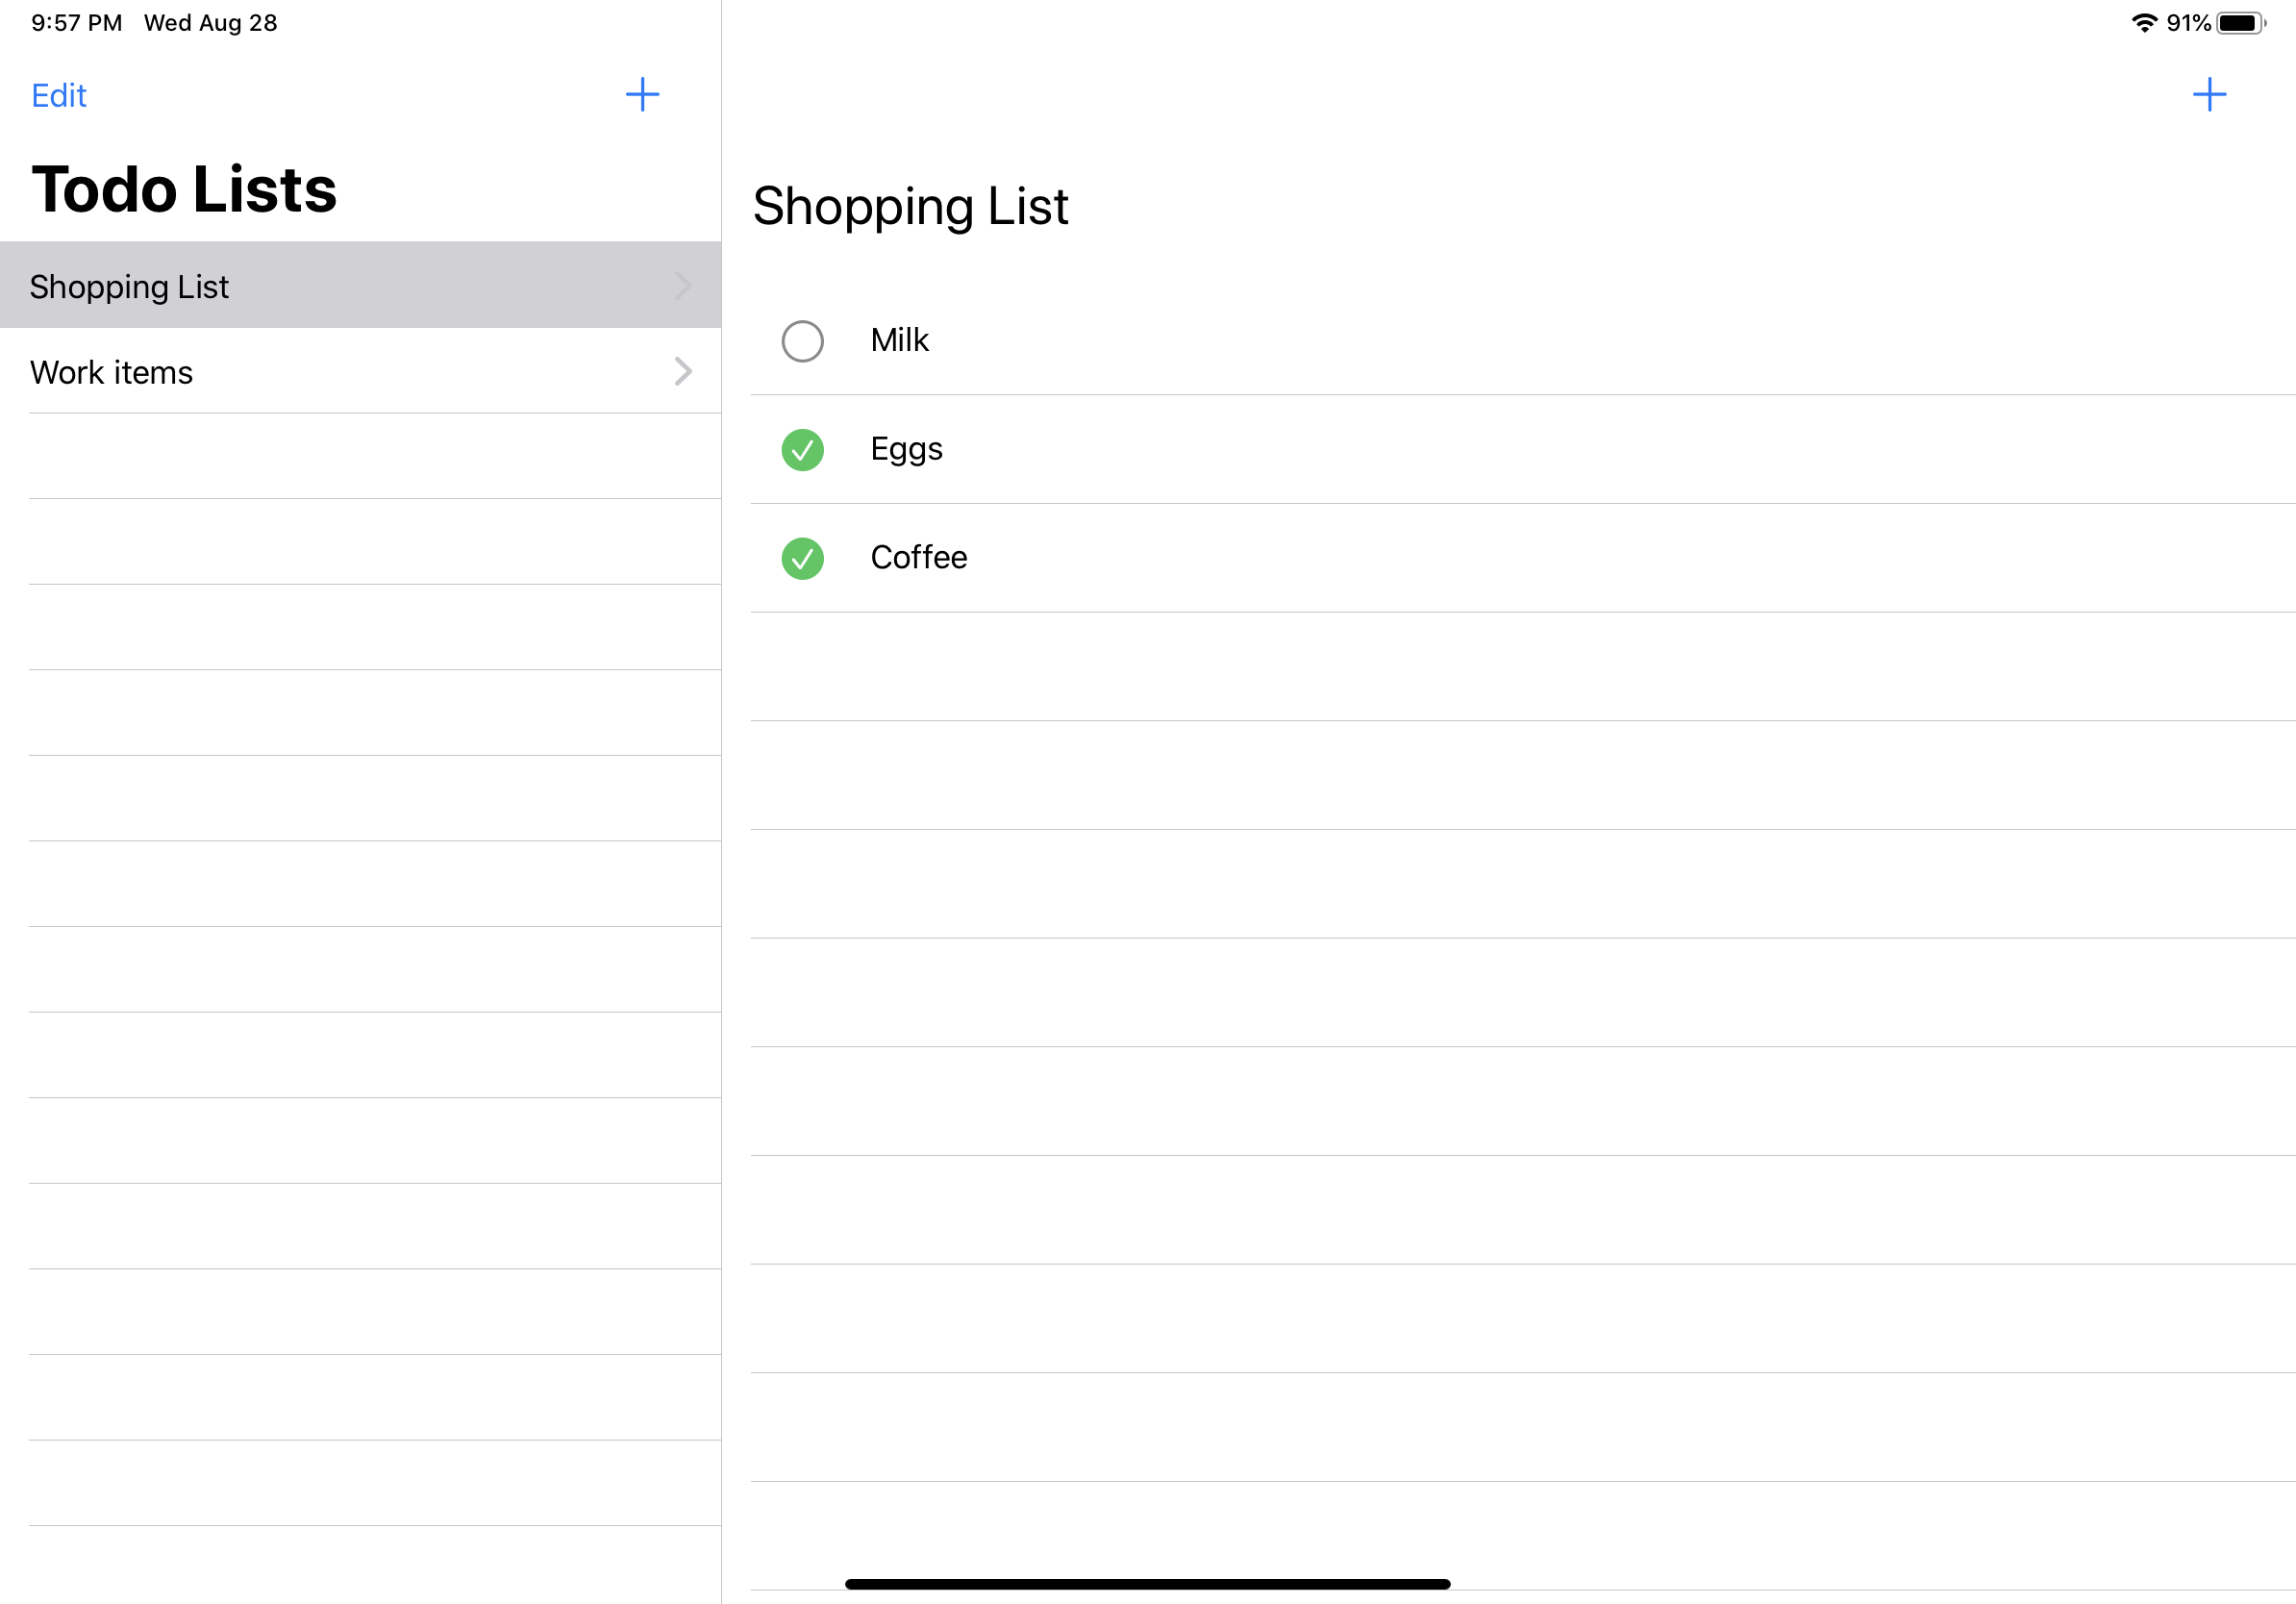 9:57 PM Wed Aug 28
91%
Edit
Todo Lists
Shopping List
Work items
Shopping List
Milk
Eggs
Coffee